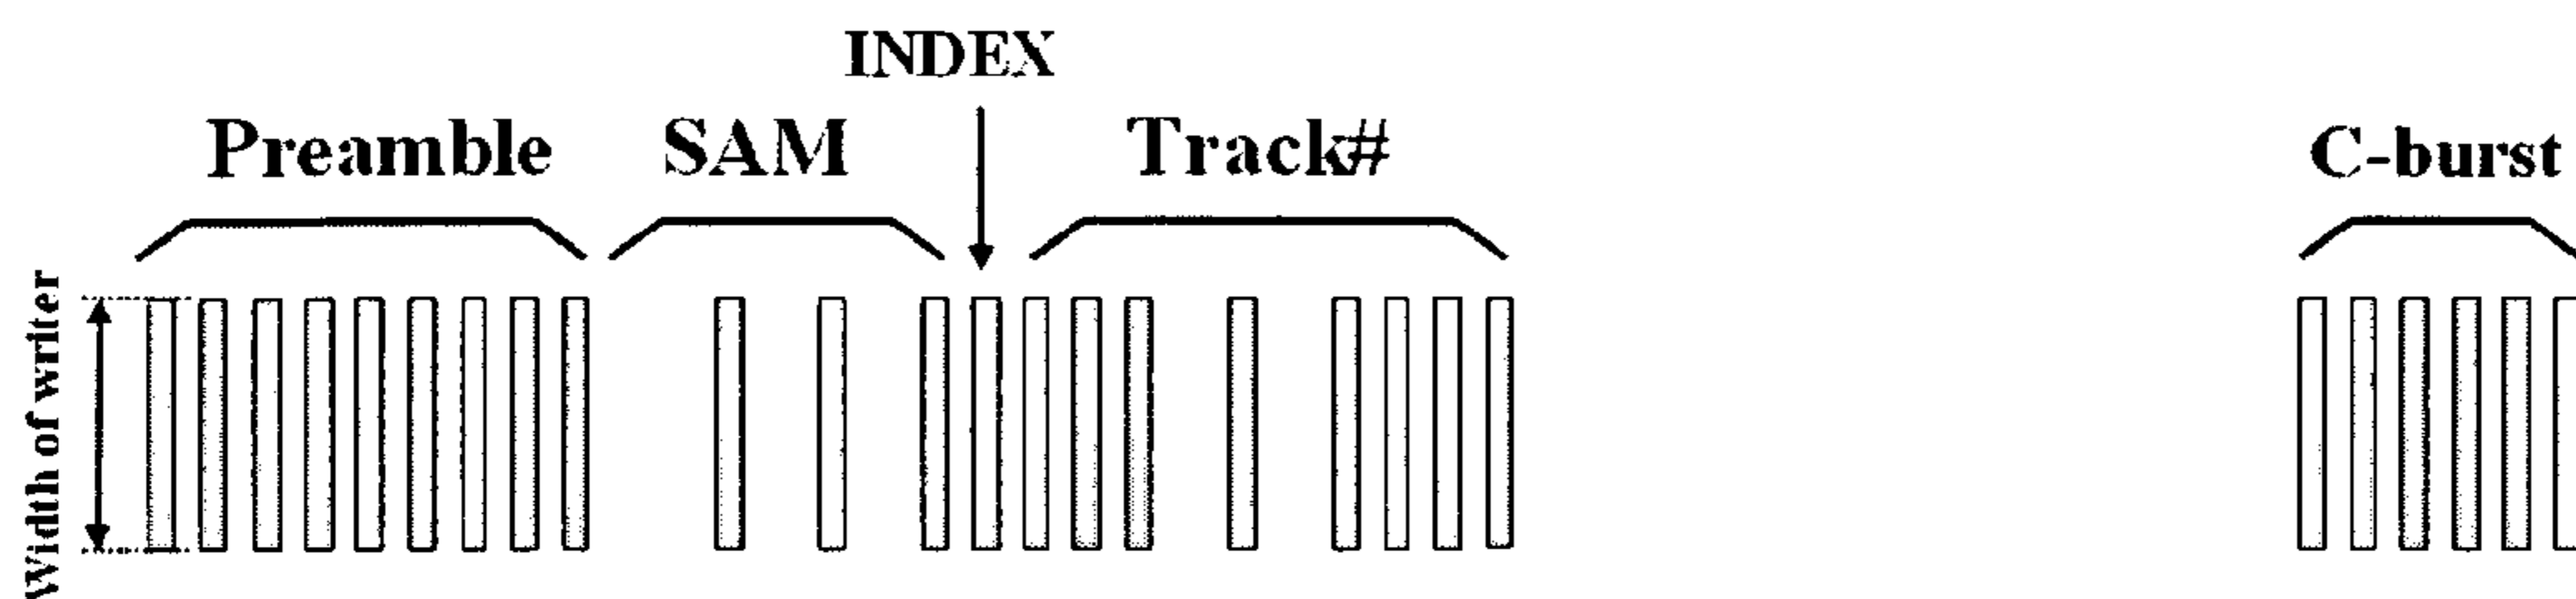 INDEX
Preamble
SAM
Track#
C-burst
Width of writer